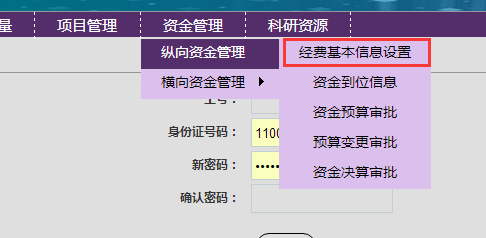 量 项目管理 资金管理 科研资源
纵向资金管理 经费基本信息设置
横向资金管理 资金到位信息
资金预算审批
身份证号码： 1100
预算变更审批
新密码： •••••
资金决算审批
确认密码：